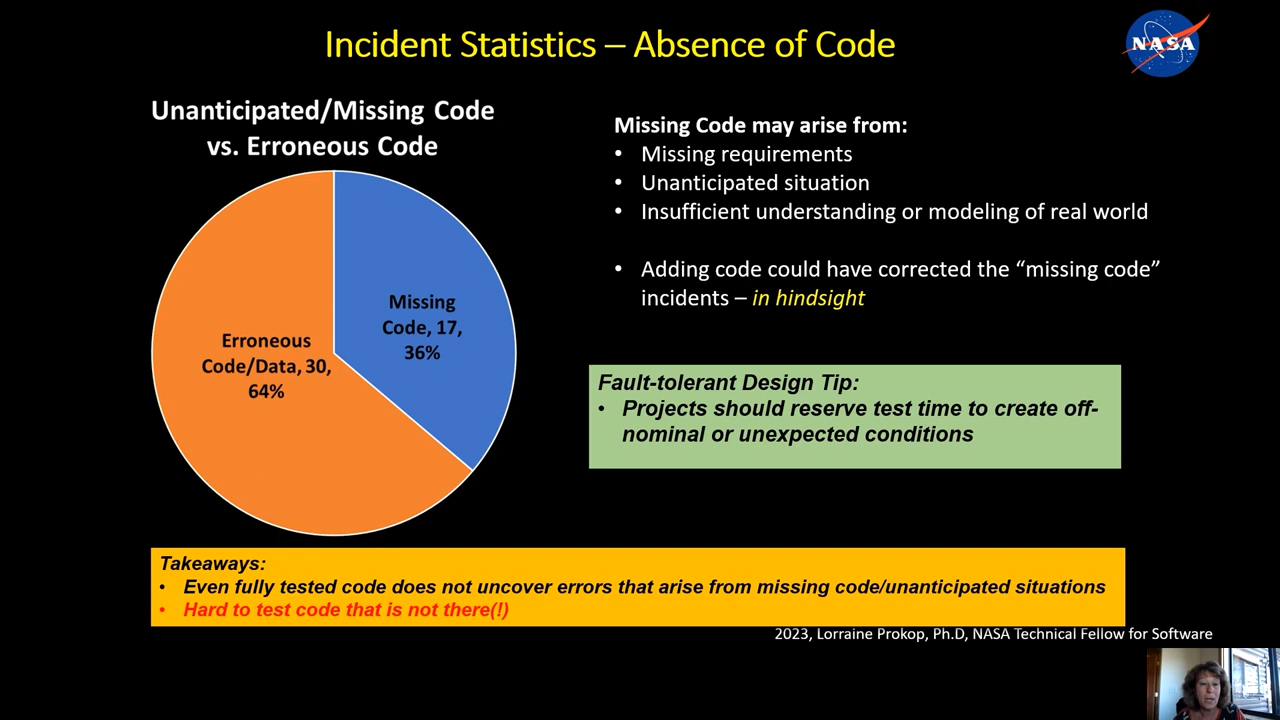 Incident Statistics – Absence of Code
NASA
Unanticipated/Missing Code
vs. Erroneous Code
Missing
Code, 17,
36%
Erroneous
Code/Data, 30,
64%
Missing Code may arise from:
• Missing requirements
• Unanticipated situation
• Insufficient understanding or modeling of real world
• Adding code could have corrected the “missing code”
incidents – in hindsight
Fault-tolerant Design Tip:
• Projects should reserve test time to create off-
nominal or unexpected conditions
Takeaways:
• Even fully tested code does not uncover errors that arise from missing code/unanticipated situations
• Hard to test code that is not there(!)
2023, Lorraine Prokop, Ph.D, NASA Technical Fellow for Software